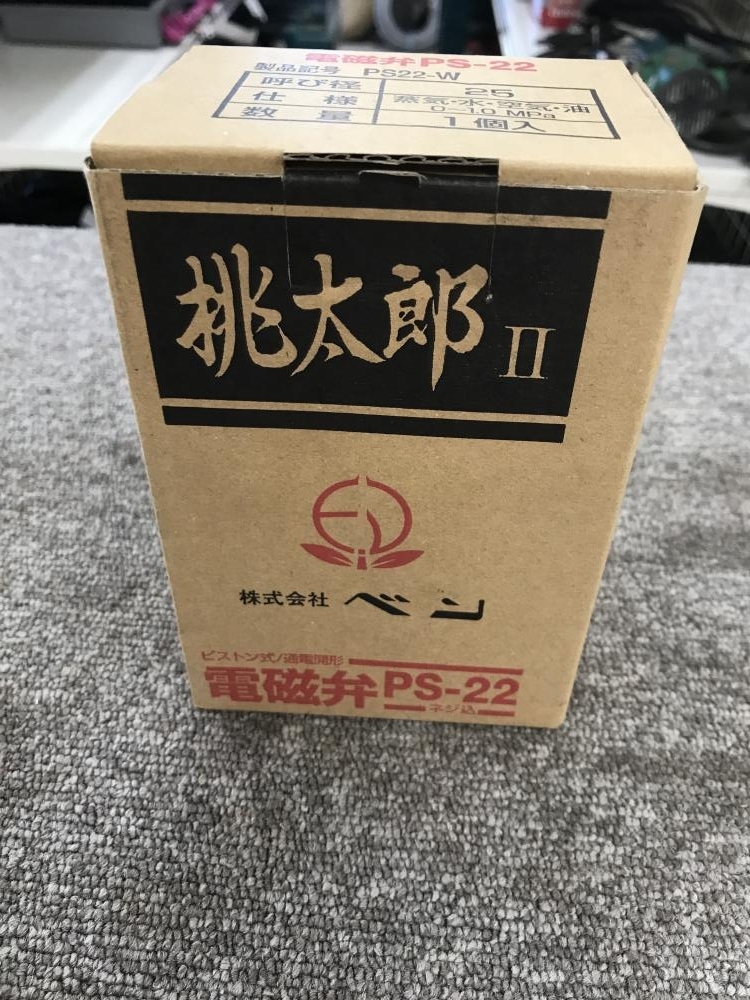 電磁弁PS-22
製品記号 PS22-W
呼び径 25
仕様 蒸気・水・空気・油
0-1.0 MPa
数量 1個入
桃太郎II
株式会社 ベン
ピストン式/通電開形
電磁弁PS-22
ネジ込